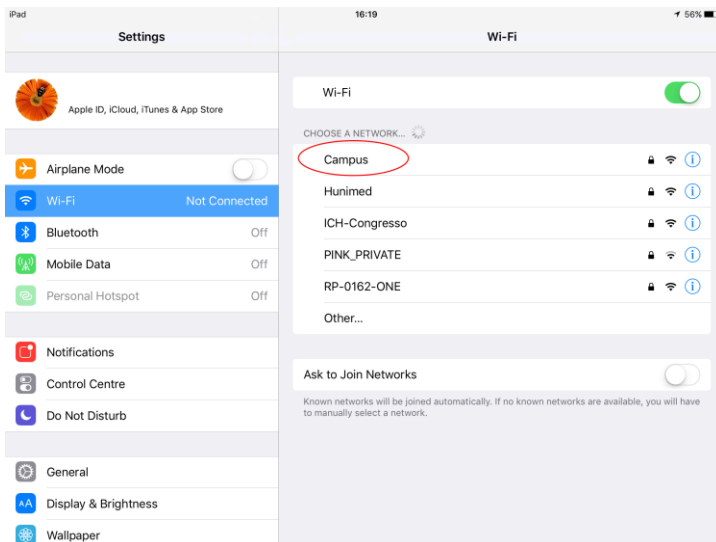 iPad
16:19
56%
Settings
Wi-Fi
Apple ID, iCloud, iTunes & App Store
Airplane Mode
Wi-Fi Not Connected
Bluetooth Off
Mobile Data Off
Personal Hotspot Off
Notifications
Control Centre
Do Not Disturb
General
AA Display & Brightness
Wallpaper
Wi-Fi
CHOOSE A NETWORK...
Campus
Hunimed
ICH-Congresso
PINK_PRIVATE
RP-0162-ONE
Other...
Ask to Join Networks
Known networks will be joined automatically. If no known networks are available, you will have
to manually select a network.